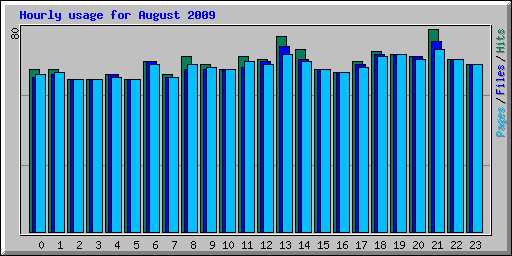 Hourly usage for August 2009
80
Pages / Files / Hits
0 1 2 3 4 5 6 7 8 9 10 11 12 13 14 15 16 17 18 19 20 21 22 23